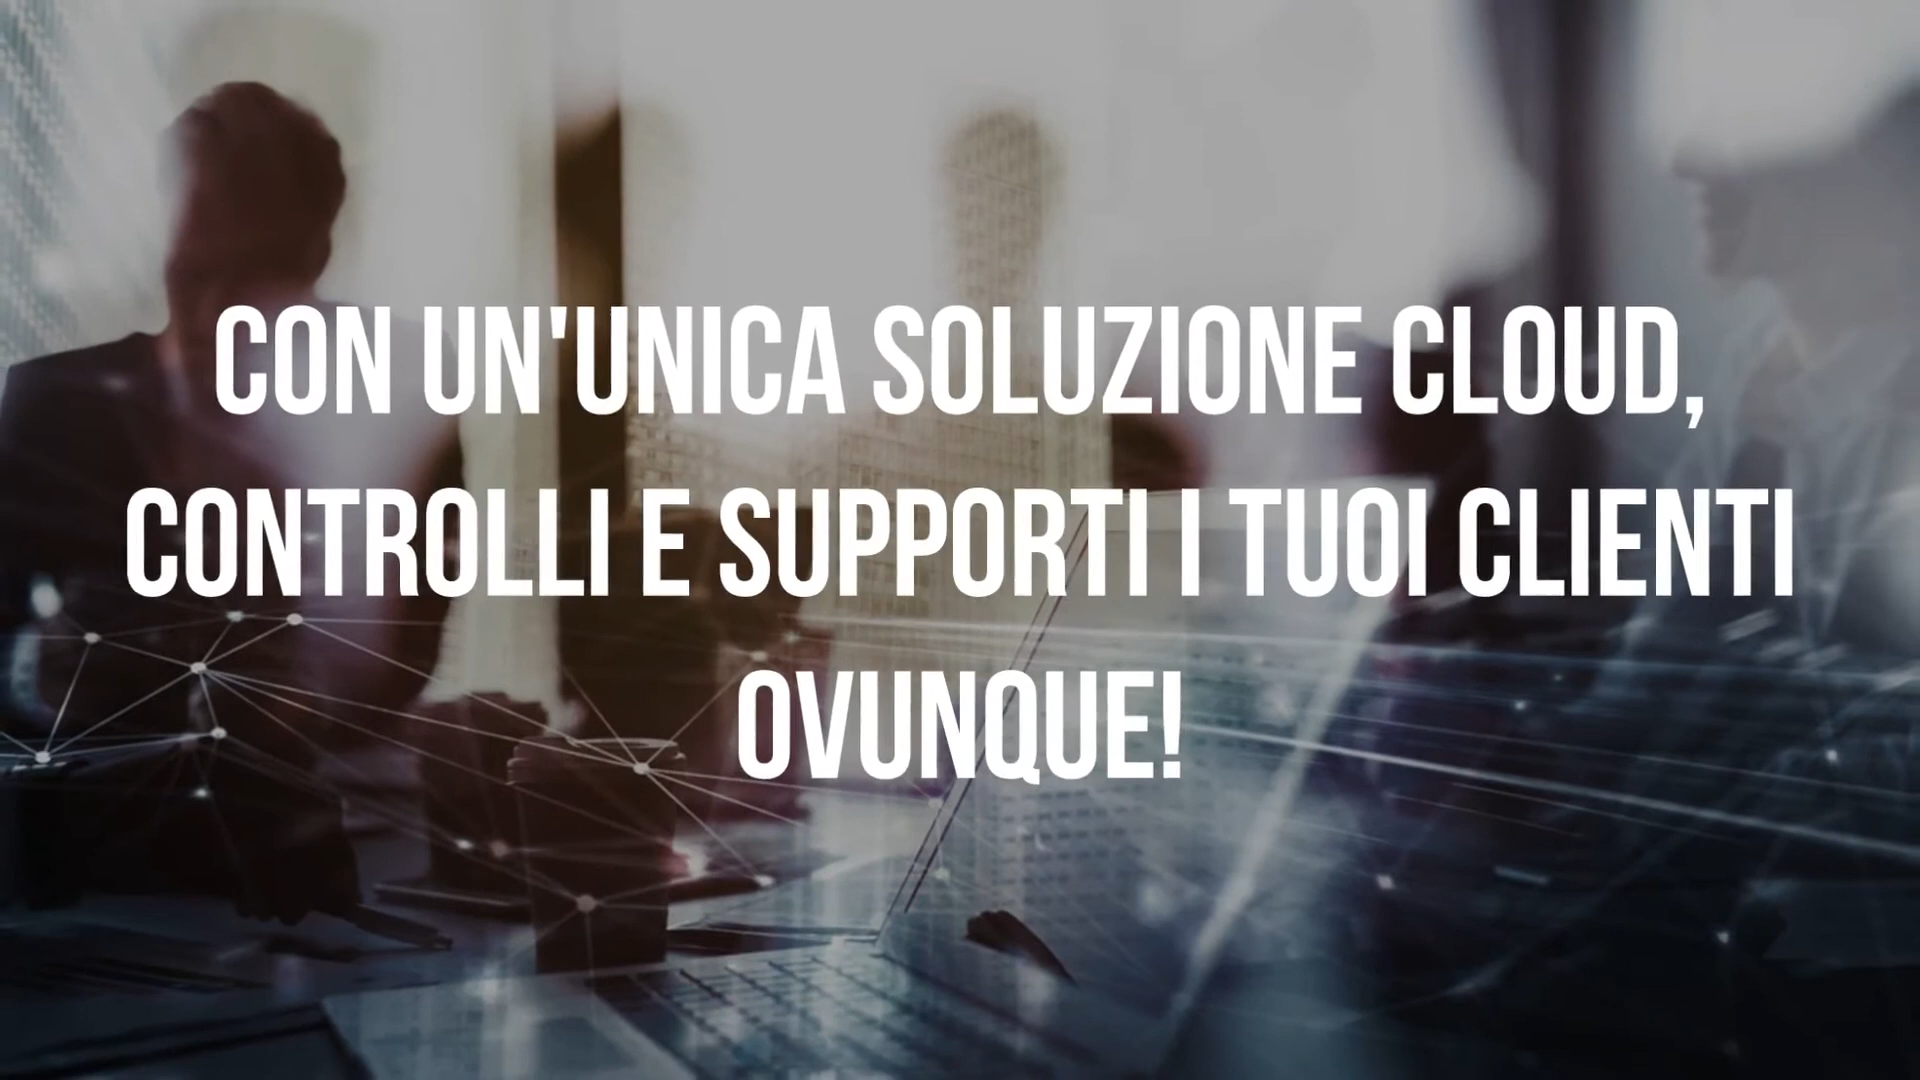 CON UN'UNICA SOLUZIONE CLOUD,
CONTROLLI E SUPPORTI I TUOI CLIENTI
OVUNQUE!